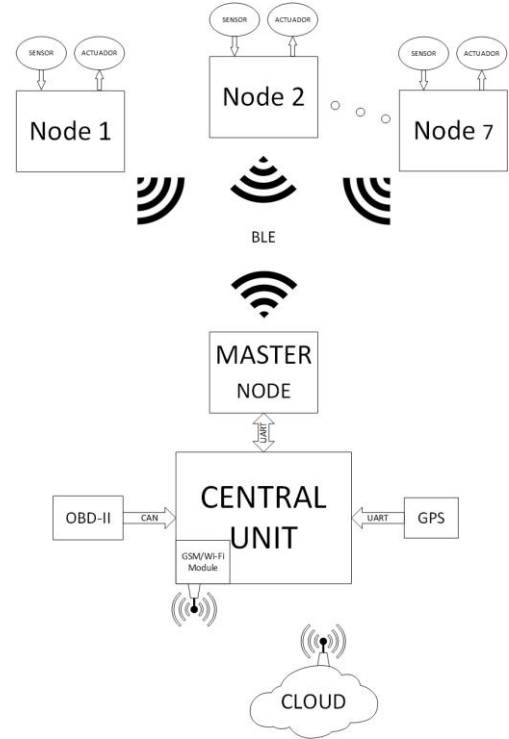 SENSOR
ACTUADOR
Node 1
SENSOR
ACTUADOR
Node 2
SENSOR
ACTUADOR
Node 7
BLE
MASTER
NODE
UART
CENTRAL
UNIT
OBD-II
CAN
UART
GPS
GSM/Wi-Fi
Module
CLOUD